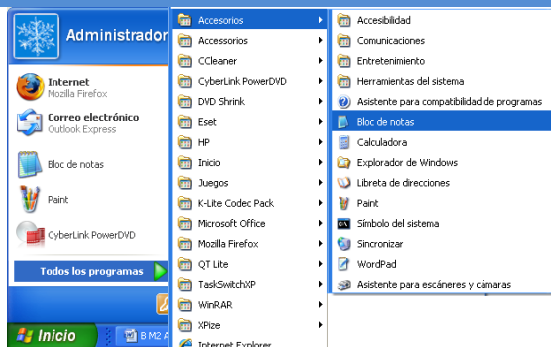 Administrador
Internet
Mozilla Firefox
Correo electrónico
Outlook Express
Bloc de notas
Paint
CyberLink PowerDVD
Todos los programas
Inicio
B M2 A
Accesorios
Accessorios
CCleaner
CyberLink PowerDVD
DVD Shrink
Eset
HP
Inicio
Juegos
K-Lite Codec Pack
Microsoft Office
Mozilla Firefox
QT Lite
TaskSwitchXP
WinRAR
XPize
Internet Explorer
Accesibilidad
Comunicaciones
Entretenimiento
Herramientas del sistema
Asistente para compatibilidad de programas
Bloc de notas
Calculadora
Explorador de Windows
Libreta de direcciones
Paint
Símbolo del sistema
Sincronizar
WordPad
Asistente para escáneres y cámaras